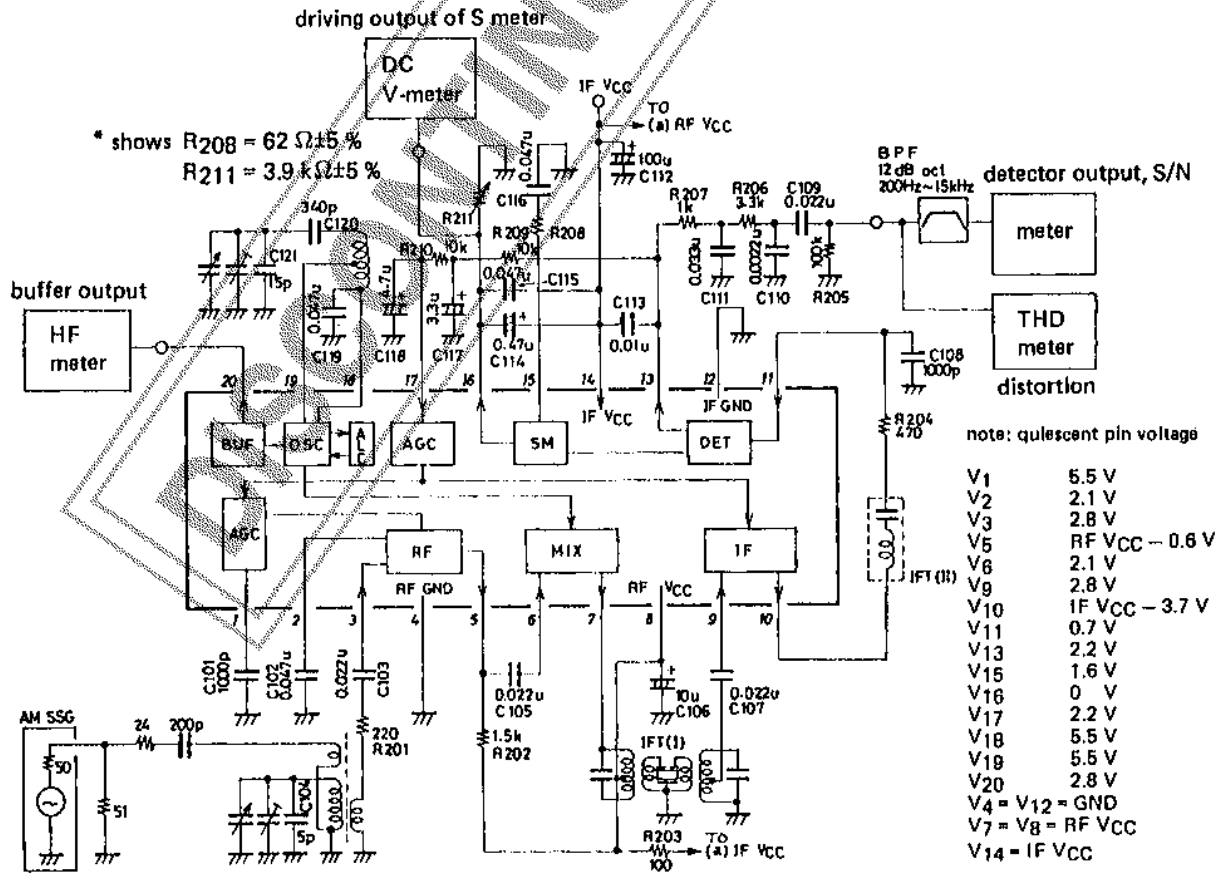 driving output of S meter
DC
V-meter
* shows R208 = 62 Ω±5 %
R211 = 3.9 kΩ±5 %
IF VCC
TO
(a) RF VCC
100u
C112
0.047u
C116
R211
R208
R209
10k
R210
10k
340p
C120
C121
15p
0.047u
C119
4.7u
C118
3.3u
C117
0.047u
C115
0.47u
C114
C113
0.01u
R207
1k
R206
3.3k
C109
0.022u
0.033u
C111
0.0022u
C110
100k
R205
BPF
12 dB oct
200Hz~15kHz
detector output, S/N
meter
THD
meter
distortion
buffer output
HF
meter
20 19 18 17 16 15 14 13 12 11
IF VCC
IF GND
C108
1000p
R204
470
IFT(II)
BUF
OSC
ALC
AGC
SM
DET
AGC
RF
MIX
IF
RF GND
RF VCC
1 2 3 4 5 6 7 8 9 10
C101
1000p
C102
0.047u
0.022u
C103
220
R201
0.022u
C105
1.5k
R202
10u
C106
0.022u
C107
IFT(I)
R203
100
TO
(a) IF VCC
AM SSG
50
51
24
200p
C104
5p
DISCONTIN
note: quiescent pin voltage
V1 5.5 V
V2 2.1 V
V3 2.8 V
V5 RF VCC – 0.6 V
V6 2.1 V
V9 2.8 V
V10 IF VCC – 3.7 V
V11 0.7 V
V13 2.2 V
V15 1.6 V
V16 0 V
V17 2.2 V
V18 5.5 V
V19 5.5 V
V20 2.8 V
V4 = V12 = GND
V7 = V8 = RF VCC
V14 = IF VCC